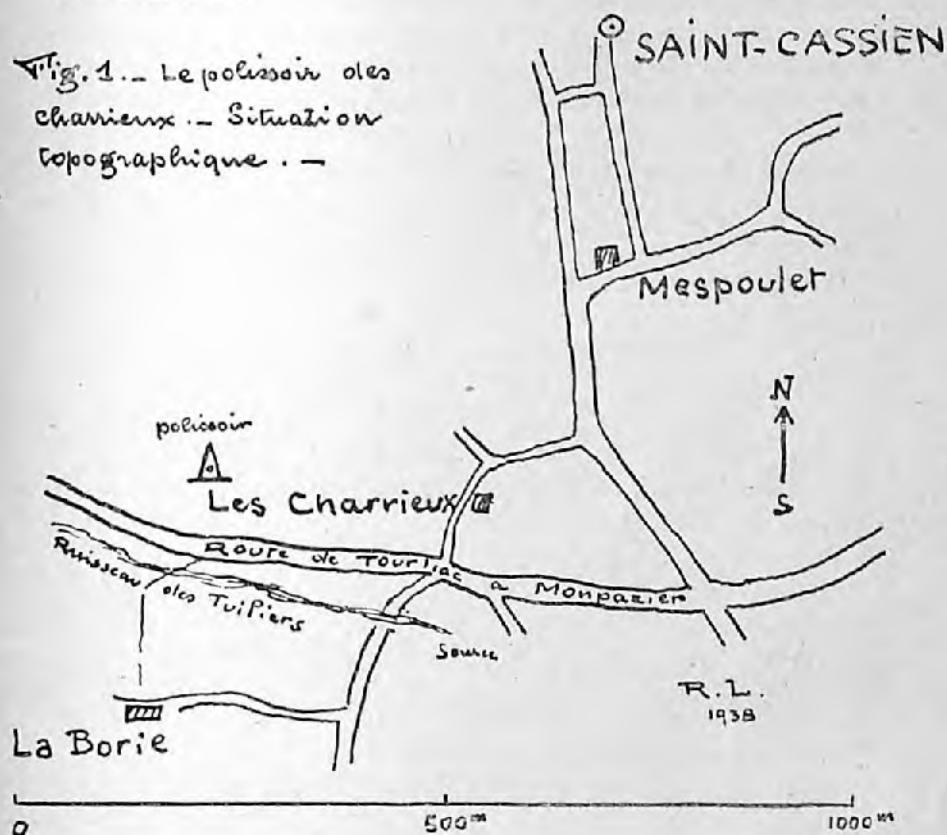 Fig. 1. _ Le polissoir des
charrieux . _ Situation
topographique . _
SAINT-CASSIEN
Mespoulet
N
S
polissoir
Les Charrieux
Route de Tourliac a Monpazier
Ruisseau des Tuiliers
Source
R. L.
1938
La Borie
0 500m 1000m